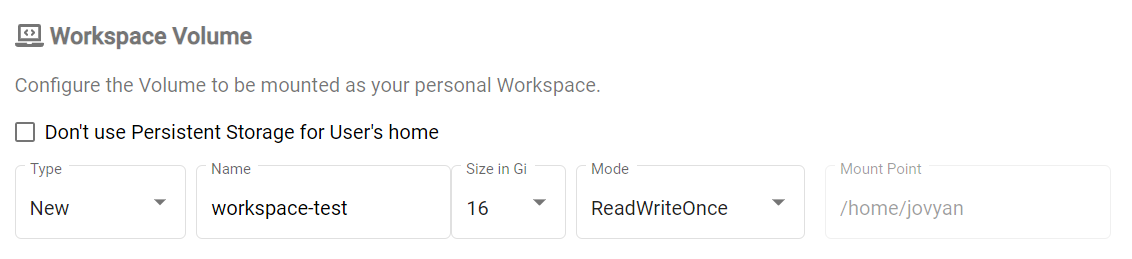 Workspace Volume
Configure the Volume to be mounted as your personal Workspace.
Don't use Persistent Storage for User's home
Type Name Size in Gi Mode Mount Point
New workspace-test 16 ReadWriteOnce /home/jovyan